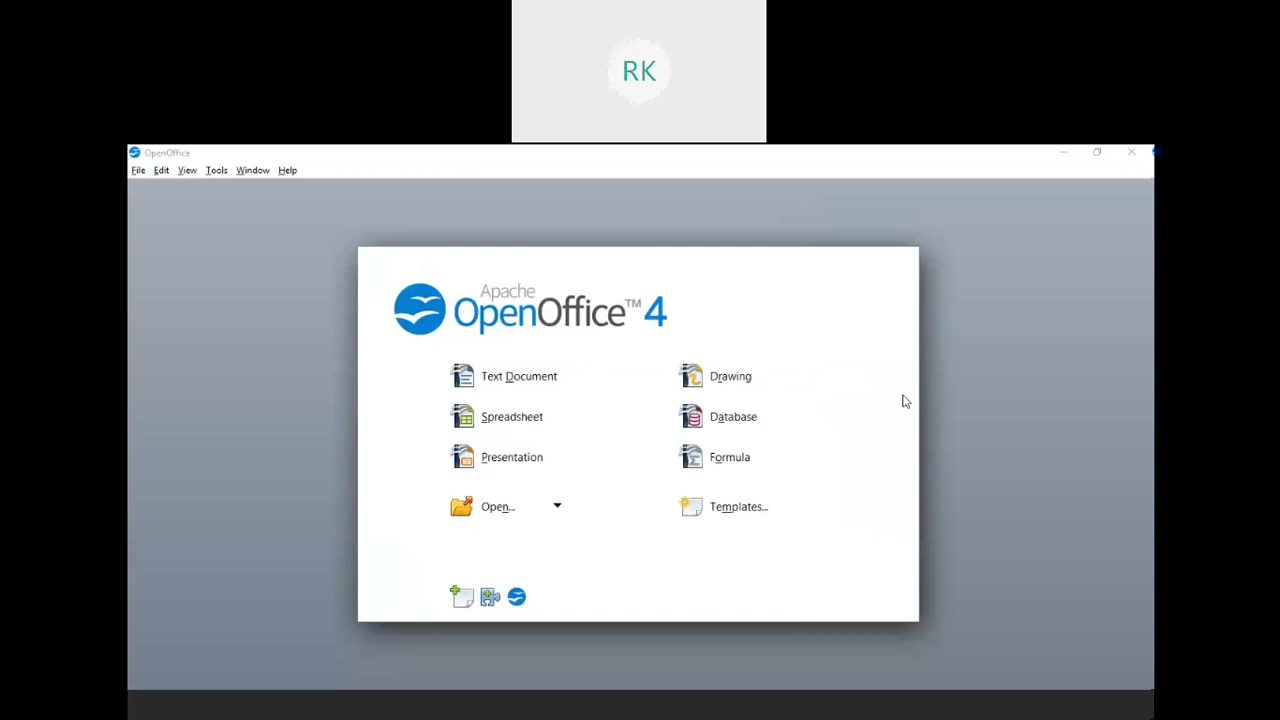 RK
OpenOffice
File Edit View Tools Window Help
Apache
OpenOffice™ 4
Text Document
Drawing
Spreadsheet
Database
Presentation
Formula
Open...
Templates...